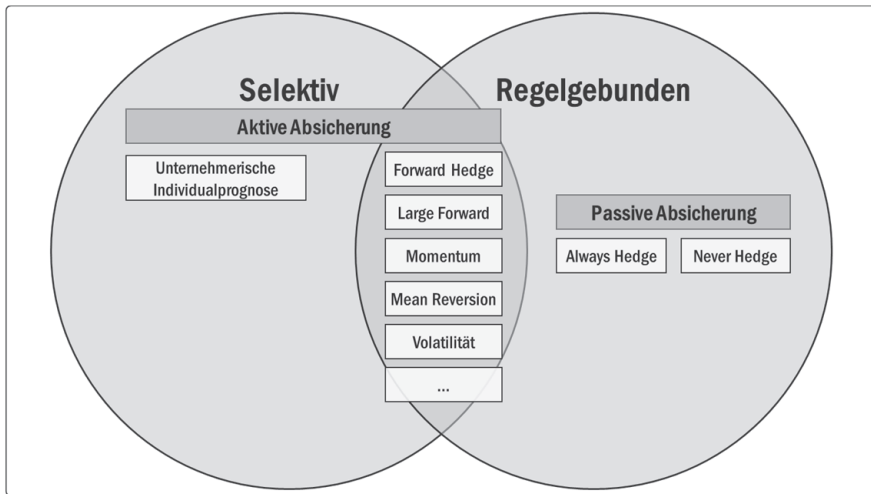 Selektiv
Regelgebunden
Aktive Absicherung
Unternehmerische
Individualprognose
Forward Hedge
Large Forward
Momentum
Mean Reversion
Volatilität
...
Passive Absicherung
Always Hedge
Never Hedge